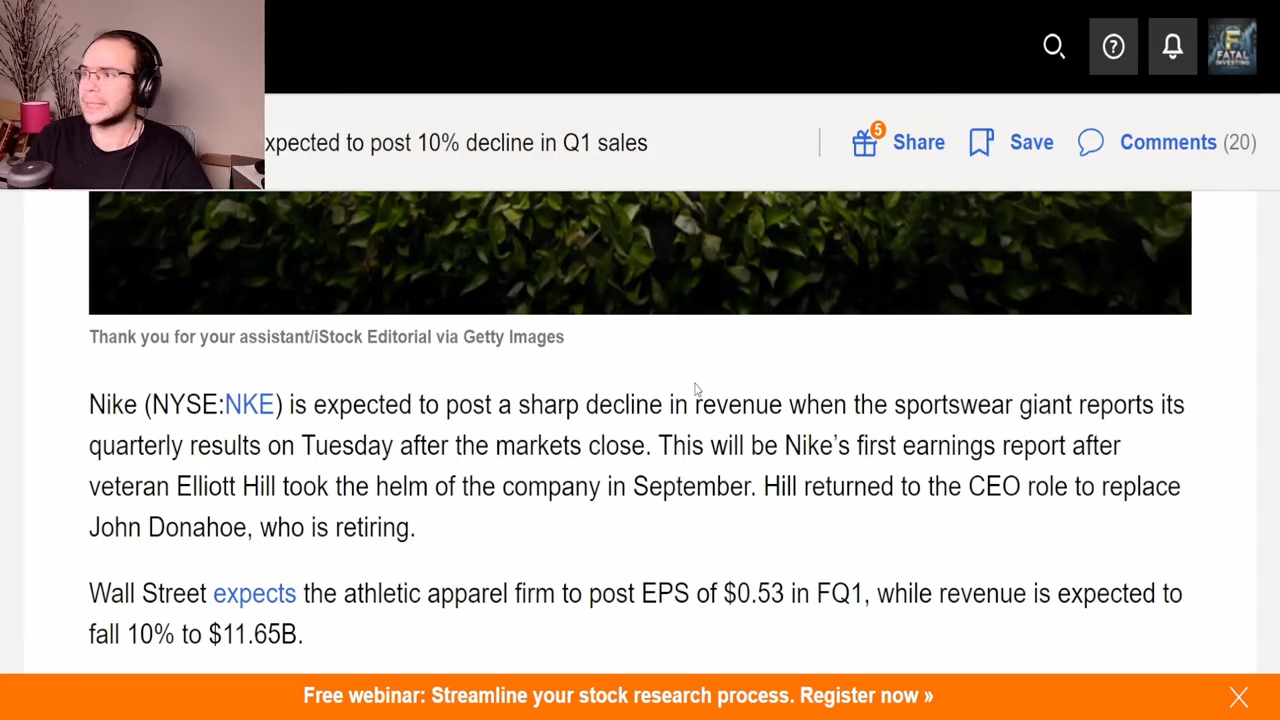 FATAL
INVESTING
xpected to post 10% decline in Q1 sales
5
Share
Save
Comments (20)
Thank you for your assistant/iStock Editorial via Getty Images
Nike (NYSE:NKE) is expected to post a sharp decline in revenue when the sportswear giant reports its
quarterly results on Tuesday after the markets close. This will be Nike's first earnings report after
veteran Elliott Hill took the helm of the company in September. Hill returned to the CEO role to replace
John Donahoe, who is retiring.
Wall Street expects the athletic apparel firm to post EPS of $0.53 in FQ1, while revenue is expected to
fall 10% to $11.65B.
Free webinar: Streamline your stock research process. Register now »